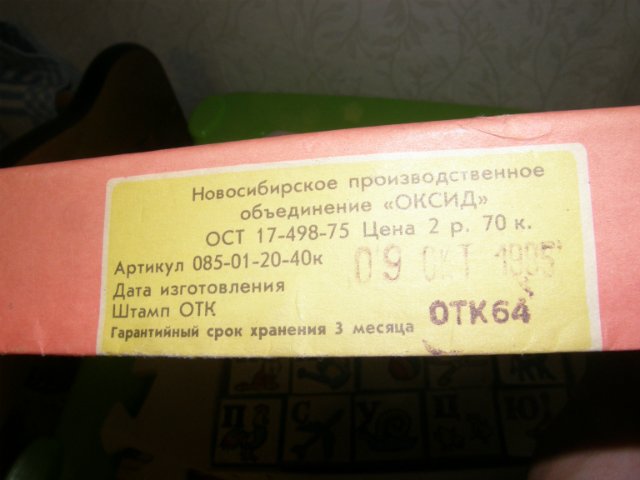 Новосибирское производственное
объединение «ОКСИД»
ОСТ 17-498-75 Цена 2 р. 70 к.
Артикул 085-01-20-40к
09 ОКТ 1985
Дата изготовления
Штамп ОТК
ОТК64
Гарантийный срок хранения 3 месяца
П С У Ц Ю